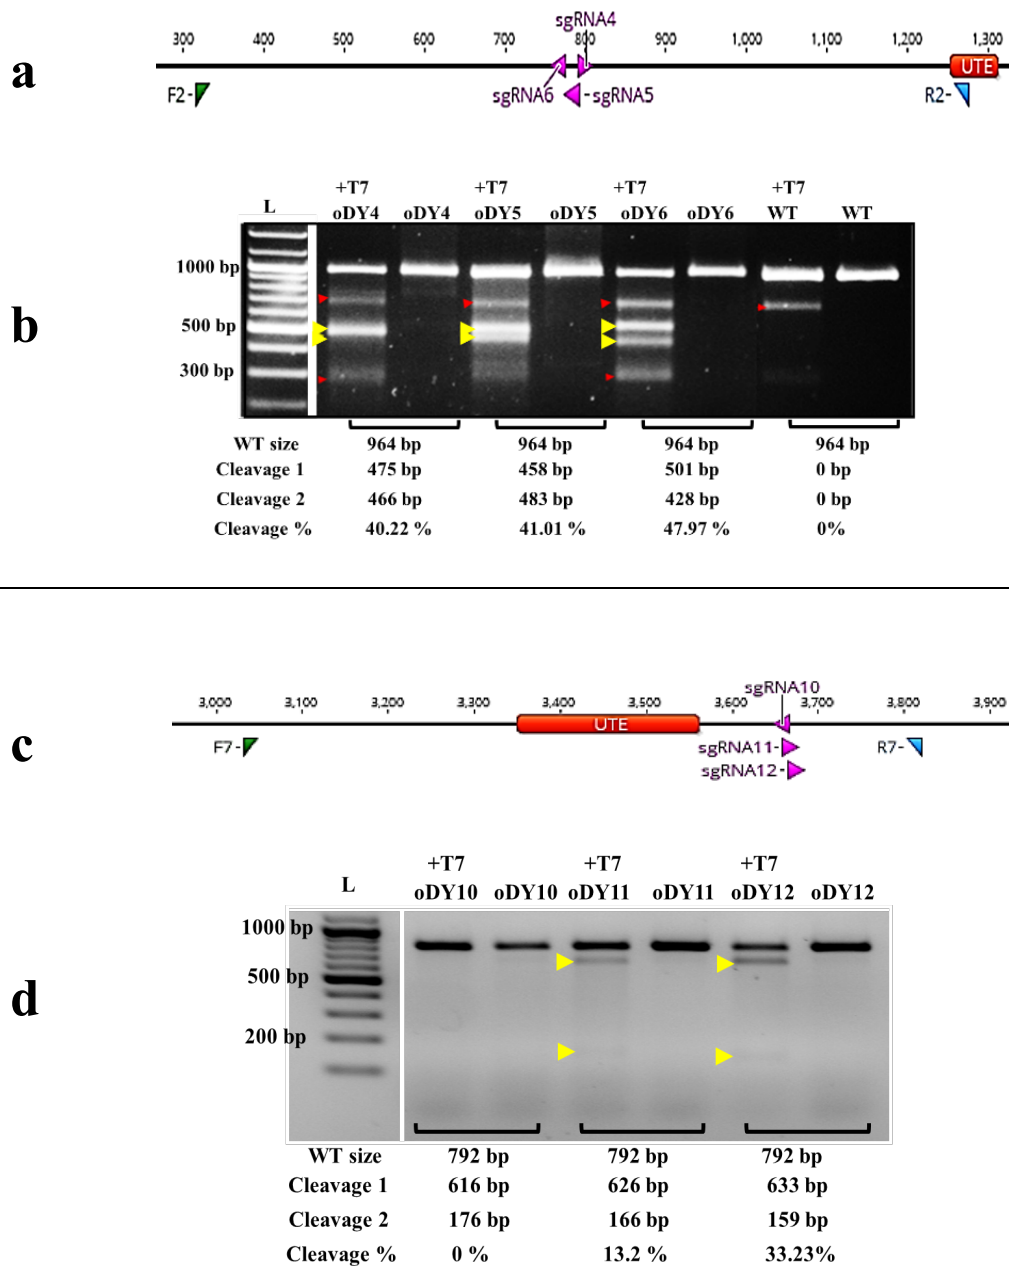 a
300 400 500 600 700 800 900 1,000 1,100 1,200 1,300
sgRNA4
UTE
F2
sgRNA6
sgRNA5
R2
b
L
+T7 oDY4
oDY4
+T7 oDY5
oDY5
+T7 oDY6
oDY6
+T7 WT
WT
1000 bp
500 bp
300 bp
WT size 964 bp 964 bp 964 bp 964 bp
Cleavage 1 475 bp 458 bp 501 bp 0 bp
Cleavage 2 466 bp 483 bp 428 bp 0 bp
Cleavage % 40.22 % 41.01 % 47.97 % 0%
c
sgRNA10
3,000 3,100 3,200 3,300 3,400 3,500 3,600 3,700 3,800 3,900
UTE
F7
sgRNA11
R7
sgRNA12
d
L
+T7 oDY10
oDY10
+T7 oDY11
oDY11
+T7 oDY12
oDY12
1000 bp
500 bp
200 bp
WT size 792 bp 792 bp 792 bp
Cleavage 1 616 bp 626 bp 633 bp
Cleavage 2 176 bp 166 bp 159 bp
Cleavage % 0 % 13.2 % 33.23%